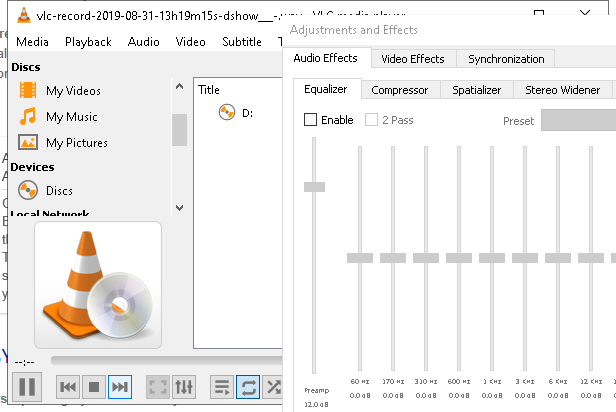 vlc-record-2019-08-31-13h19m15s-dshow___-.wav - VLC media player
Media Playback Audio Video Subtitle T
Discs
My Videos
My Music
My Pictures
Devices
Discs
Local Network
Title
D:
--:--
Adjustments and Effects
Audio Effects Video Effects Synchronization
Equalizer Compressor Spatializer Stereo Widener
Enable 2 Pass Preset
60 Hz 170 Hz 310 Hz 600 Hz 1 KHz 3 KHz 6 KHz 12 KHz
0.0 dB 0.0 dB 0.0 dB 0.0 dB 0.0 dB 0.0 dB 0.0 dB 0.0 dB
Preamp
12.0 dB